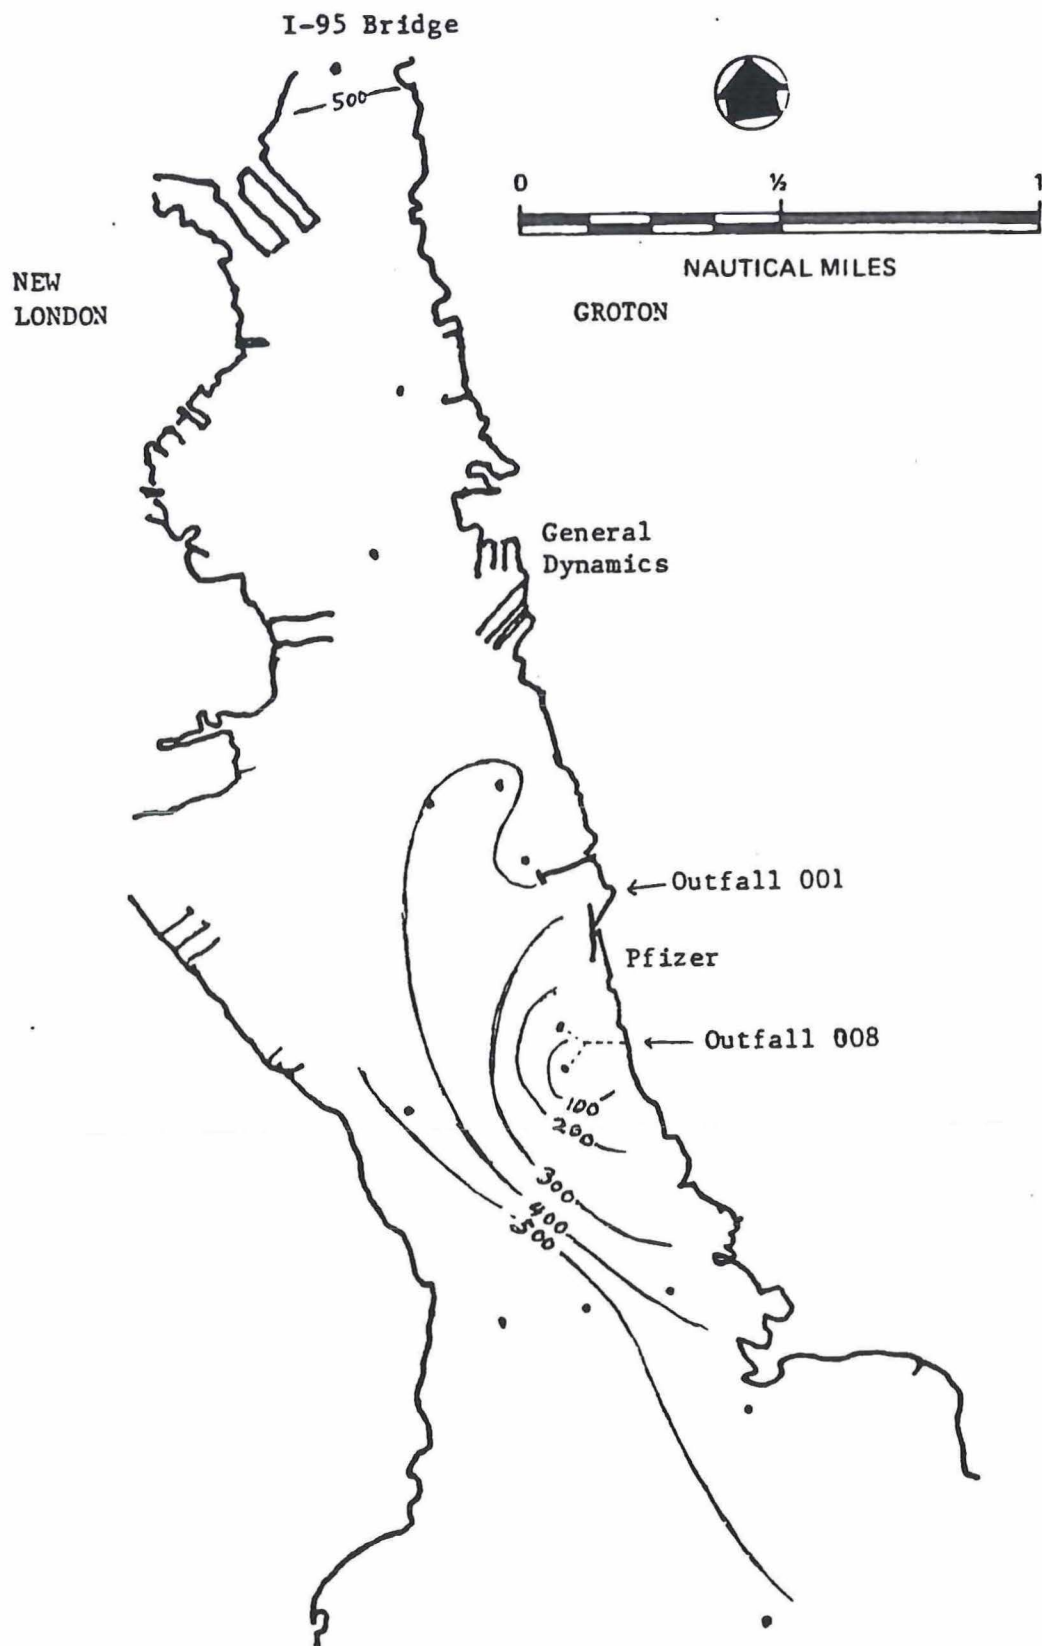 I-95 Bridge
500
0 ½ 1
NAUTICAL MILES
NEW
LONDON
GROTON
General
Dynamics
Outfall 001
Pfizer
Outfall 008
100
200
300
400
500